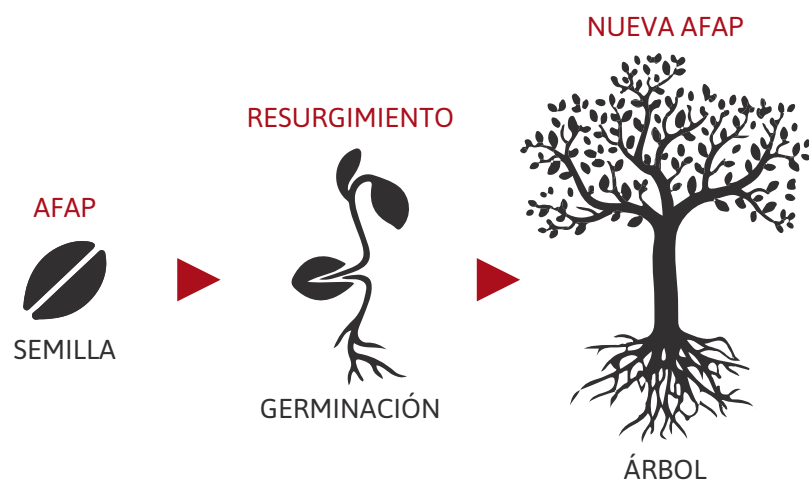 AFAP
SEMILLA
RESURGIMIENTO
GERMINACIÓN
NUEVA AFAP
ÁRBOL